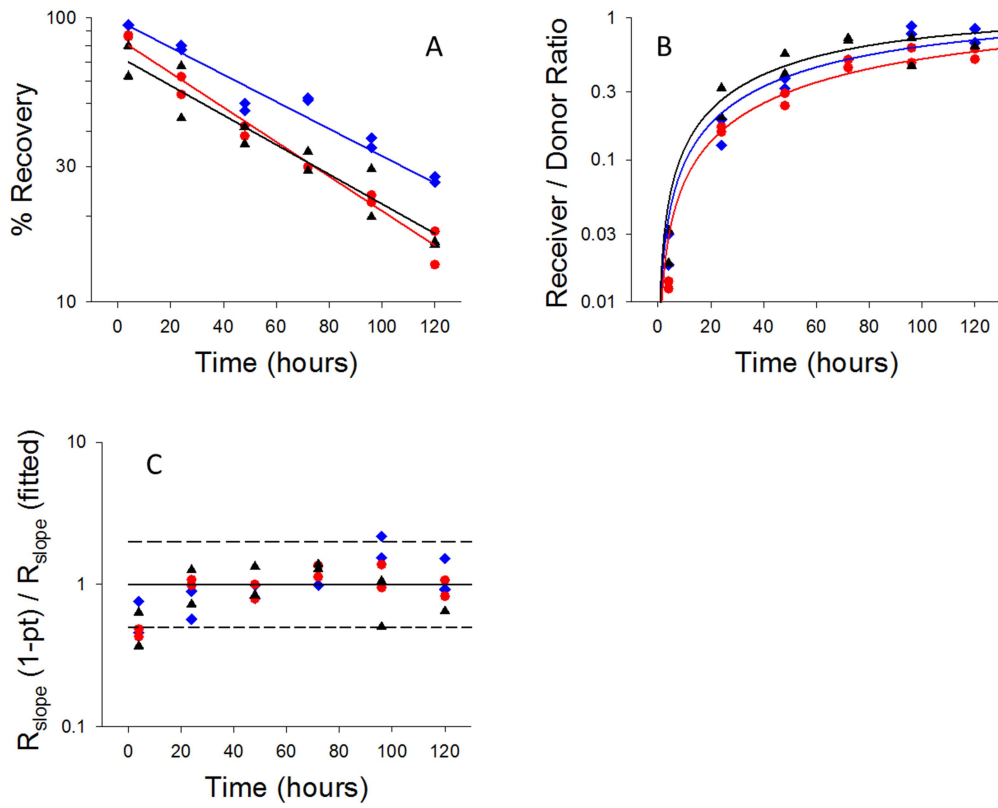 A
% Recovery
100
30
10
0 20 40 60 80 100 120
Time (hours)
B
Receiver / Donor Ratio
1
0.3
0.1
0.03
0.01
0 20 40 60 80 100 120
Time (hours)
C
Rslope (1-pt) / Rslope (fitted)
10
1
0.1
0 20 40 60 80 100 120
Time (hours)